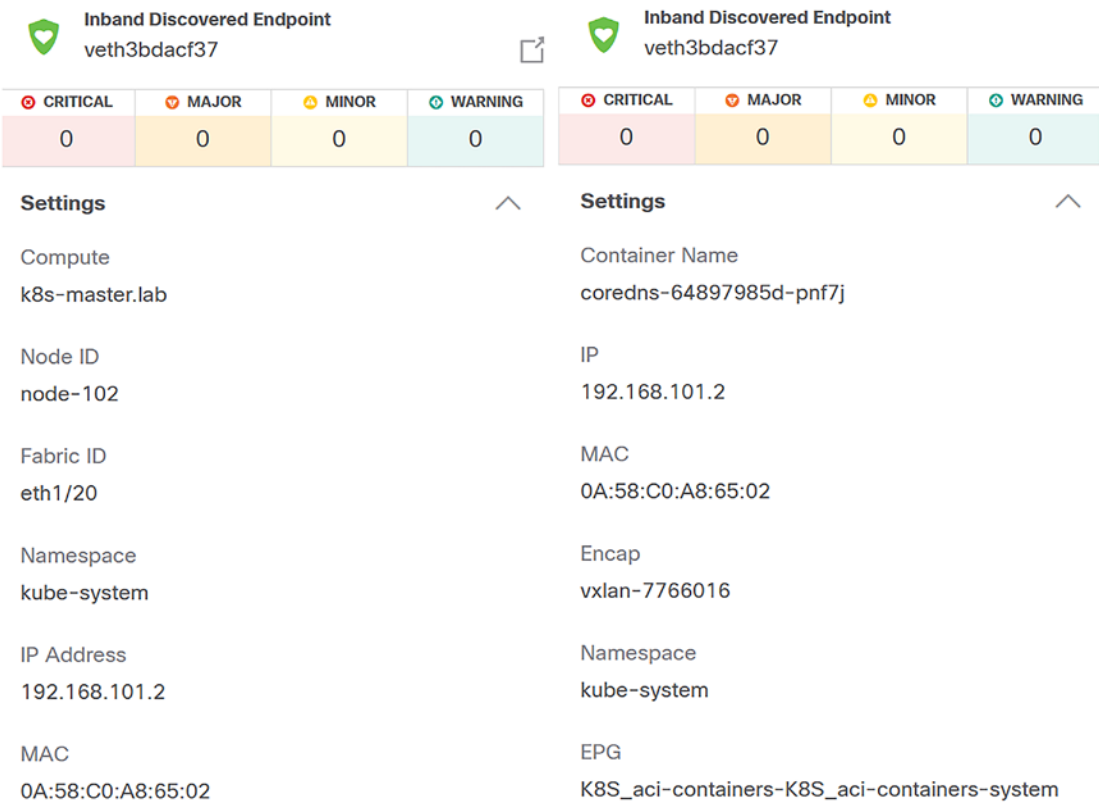 Inband Discovered Endpoint
veth3bdacf37
CRITICAL MAJOR MINOR WARNING
0 0 0 0
Settings
Compute
k8s-master.lab
Node ID
node-102
Fabric ID
eth1/20
Namespace
kube-system
IP Address
192.168.101.2
MAC
0A:58:C0:A8:65:02
Inband Discovered Endpoint
veth3bdacf37
CRITICAL MAJOR MINOR WARNING
0 0 0 0
Settings
Container Name
coredns-64897985d-pnf7j
IP
192.168.101.2
MAC
0A:58:C0:A8:65:02
Encap
vxlan-7766016
Namespace
kube-system
EPG
K8S_aci-containers-K8S_aci-containers-system